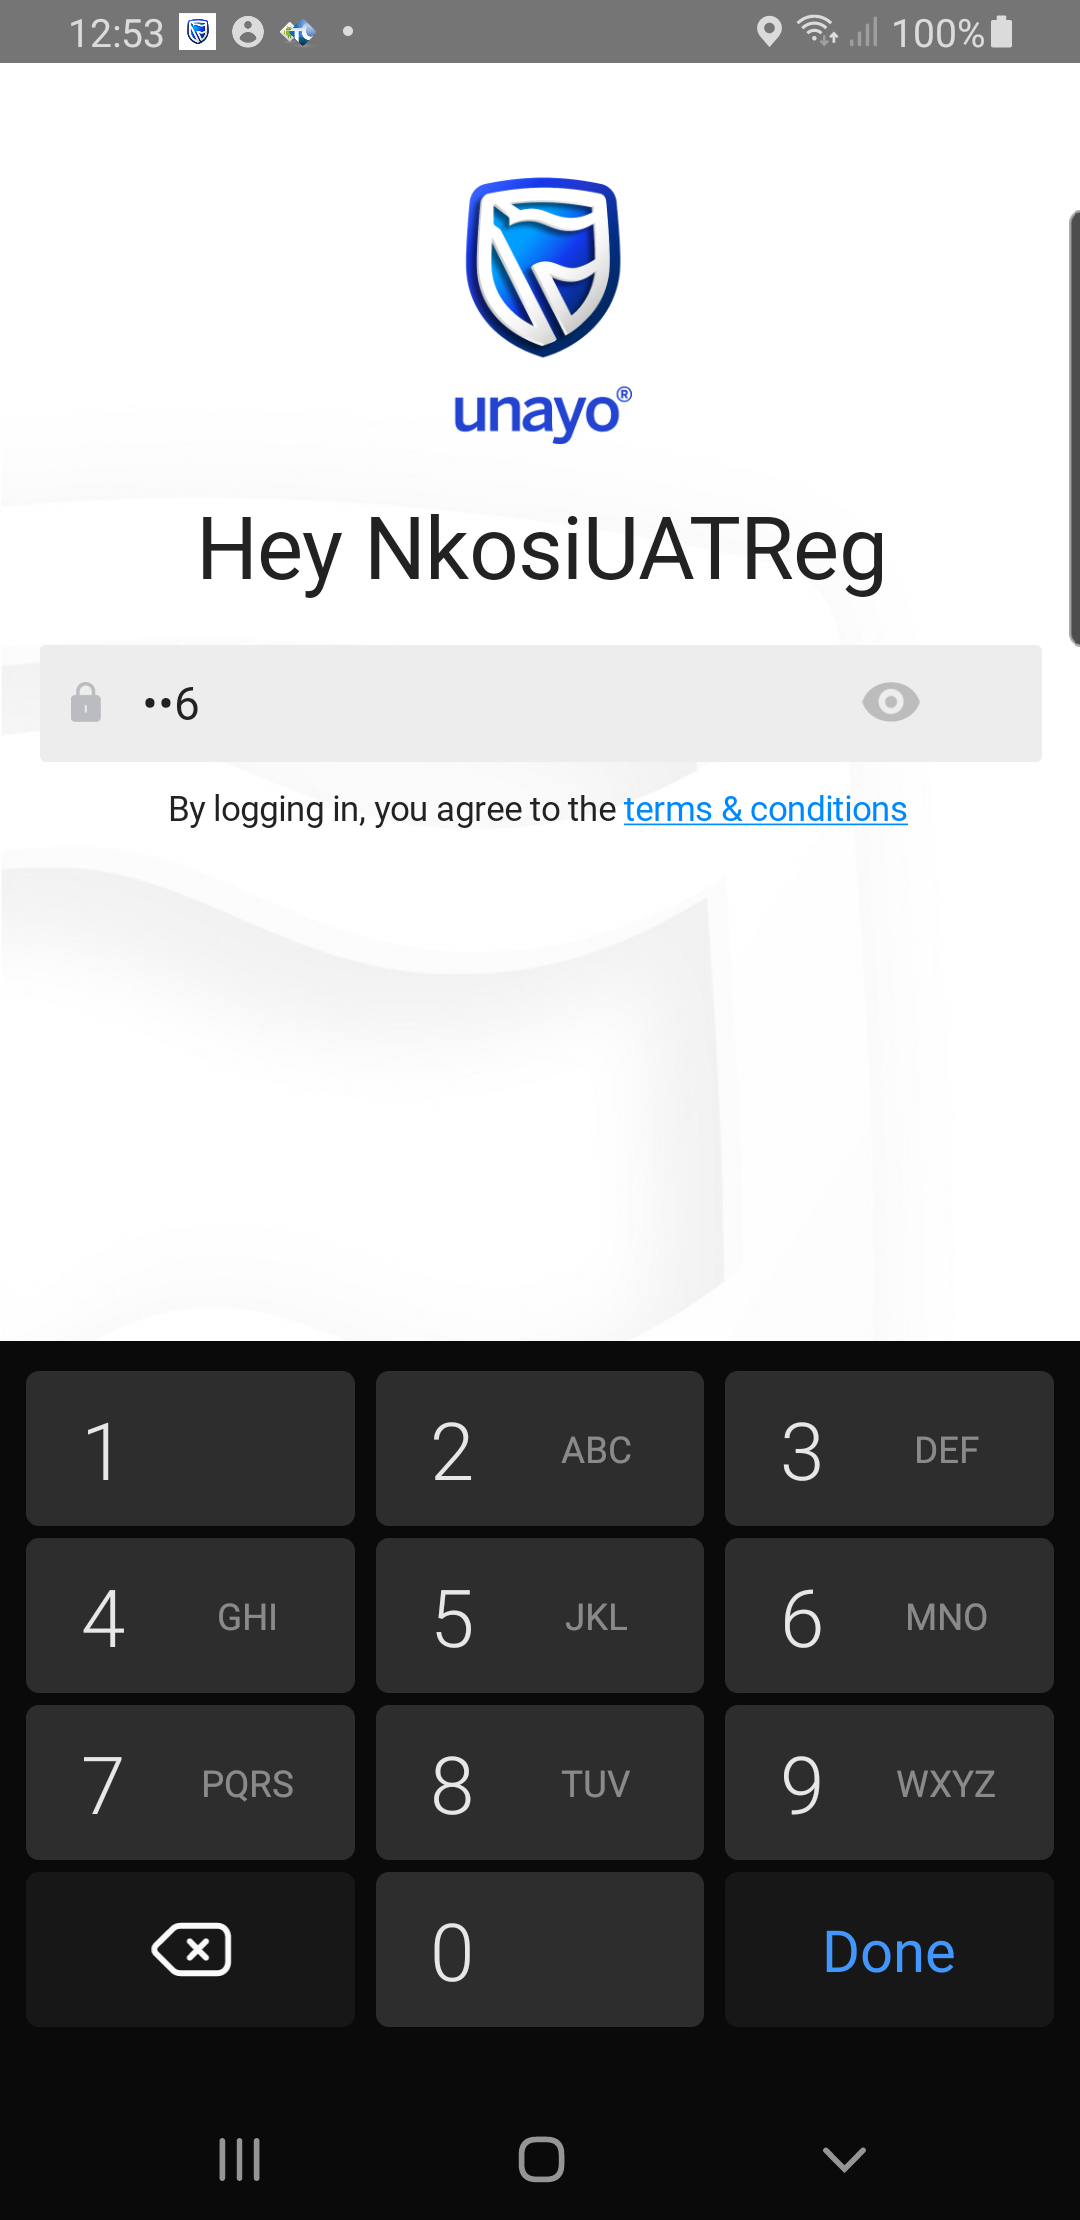 12:53 100%
unayo®
Hey NkosiUATReg
••6
By logging in, you agree to the terms & conditions
1 2 ABC 3 DEF
4 GHI 5 JKL 6 MNO
7 PQRS 8 TUV 9 WXYZ
0 Done